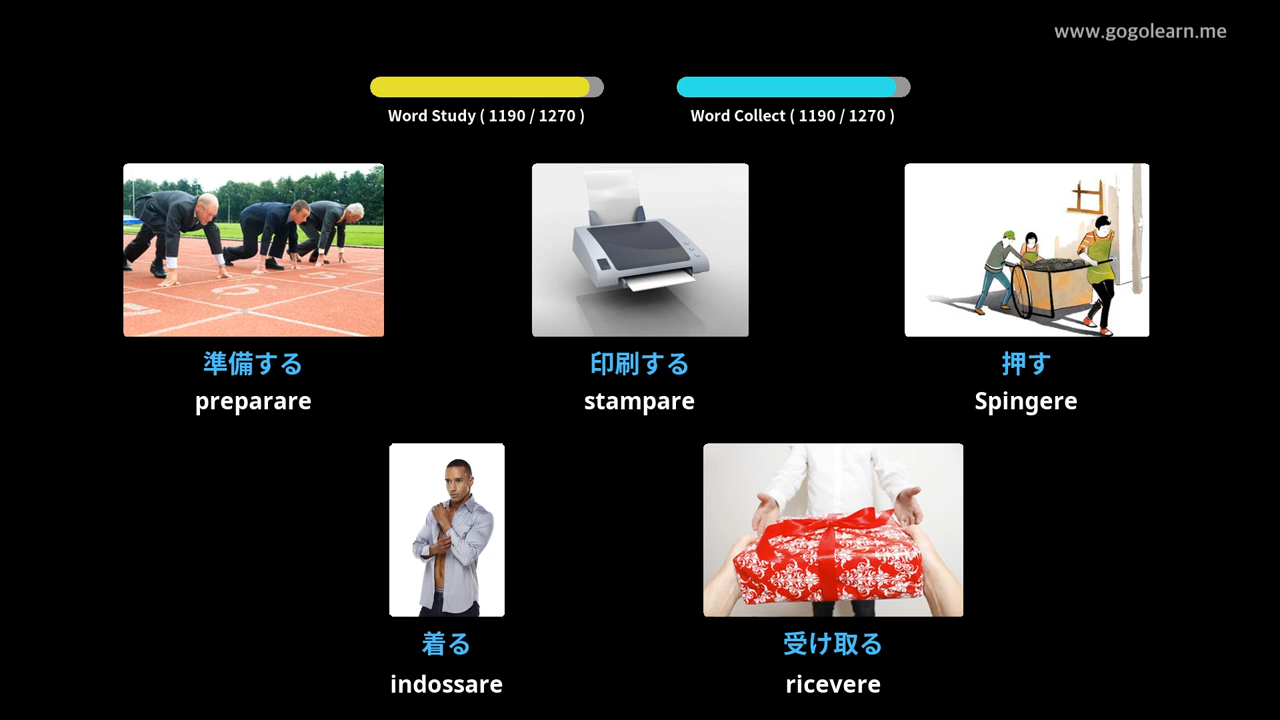 www.gogolearn.me
Word Study ( 1190 / 1270 )
Word Collect ( 1190 / 1270 )
準備する
preparare
印刷する
stampare
押す
Spingere
着る
indossare
受け取る
ricevere